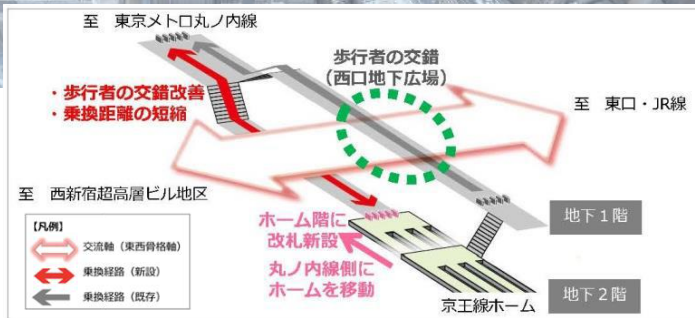 至 東京メトロ丸ノ内線
歩行者の交錯
(西口地下広場)
・歩行者の交錯改善
・乗換距離の短縮
至 東口・JR線
至 西新宿超高層ビル地区
【凡例】
交流軸(東西骨格軸)
乗換経路(新設)
乗換経路(既存)
ホーム階に
改札新設
丸ノ内線側に
ホームを移動
京王線ホーム
地下1階
地下2階